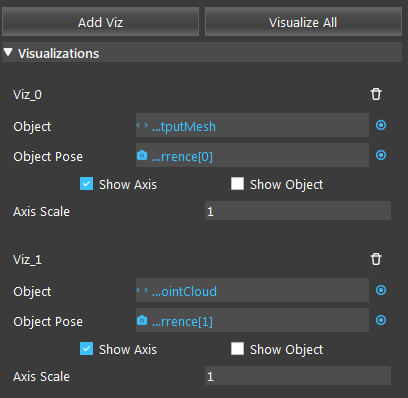 Add Viz Visualize All
Visualizations
Viz_0
Object ...tputMesh
Object Pose ...rrence[0]
Show Axis Show Object
Axis Scale 1
Viz_1
Object ...ointCloud
Object Pose ...rrence[1]
Show Axis Show Object
Axis Scale 1